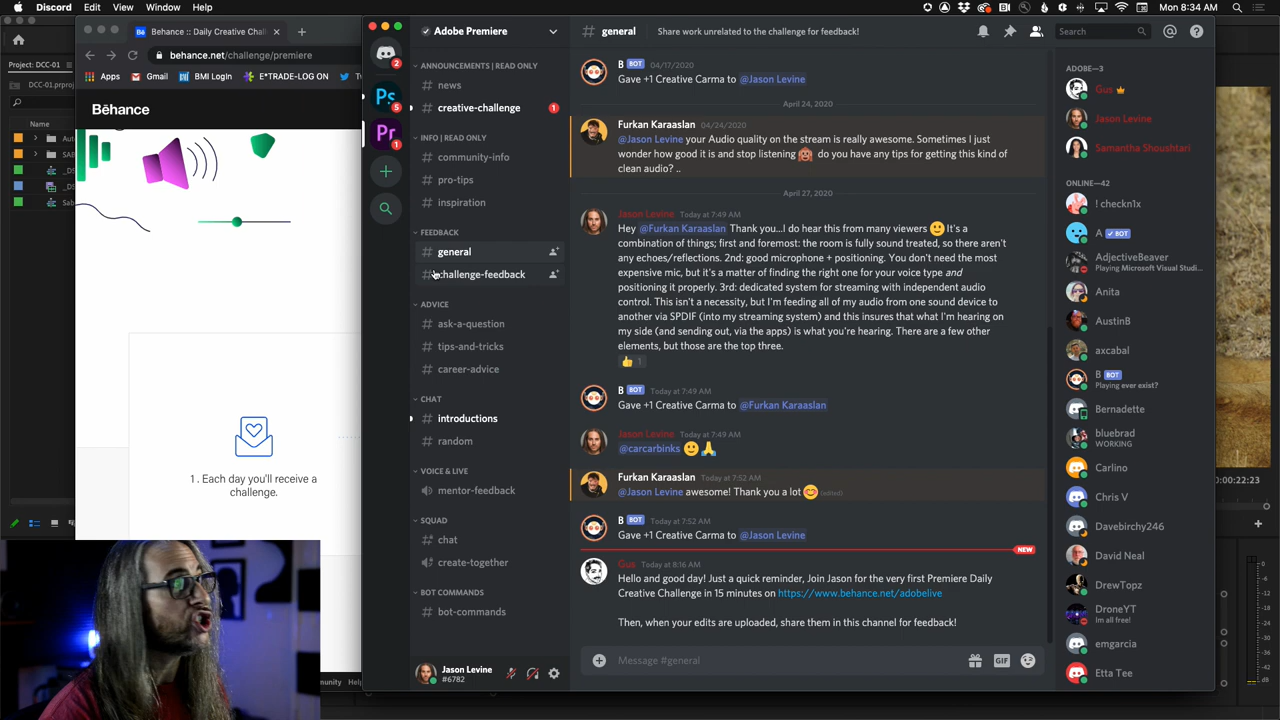 Discord Edit View Window Help
Mon 8:34 AM
Behance :: Daily Creative Chal
behance.net/challenge/premiere
Apps Gmail BMI Login E*TRADE-LOG ON
Project: DCC-01
DCC-01.prproj
Name
Bēhance
1. Each day you'll receive a
challenge.
2
5
1
Adobe Premiere
ANNOUNCEMENTS | READ ONLY
news
creative-challenge 1
INFO | READ ONLY
community-info
pro-tips
inspiration
FEEDBACK
general
challenge-feedback
ADVICE
ask-a-question
tips-and-tricks
career-advice
CHAT
introductions
random
VOICE & LIVE
mentor-feedback
SQUAD
chat
create-together
BOT COMMANDS
bot-commands
Jason Levine
#6782
# general Share work unrelated to the challenge for feedback!
Search
B BOT 04/17/2020
Gave +1 Creative Carma to @Jason Levine
April 24, 2020
Furkan Karaaslan 04/24/2020
@Jason Levine your Audio quality on the stream is really awesome. Sometimes I just
wonder how good it is and stop listening 🙉 do you have any tips for getting this kind of
clean audio? ..
April 27, 2020
Jason Levine Today at 7:49 AM
Hey @Furkan Karaaslan Thank you...I do hear this from many viewers 🙂 It's a
combination of things; first and foremost: the room is fully sound treated, so there aren't
any echoes/reflections. 2nd: good microphone + positioning. You don't need the most
expensive mic, but it's a matter of finding the right one for your voice type and
positioning it properly. 3rd: dedicated system for streaming with independent audio
control. This isn't a necessity, but I'm feeding all of my audio from one sound device to
another via SPDIF (into my streaming system) and this insures that what I'm hearing on
my side (and sending out, via the apps) is what you're hearing. There are a few other
elements, but those are the top three.
👍 1
B BOT Today at 7:49 AM
Gave +1 Creative Carma to @Furkan Karaaslan
Jason Levine Today at 7:49 AM
@carcarbinks 🙂🙏
Furkan Karaaslan Today at 7:52 AM
@Jason Levine awesome! Thank you a lot 😊 (edited)
B BOT Today at 7:52 AM
Gave +1 Creative Carma to @Jason Levine
NEW
Gus Today at 8:16 AM
Hello and good day! Just a quick reminder, Join Jason for the very first Premiere Daily
Creative Challenge in 15 minutes on https://www.behance.net/adobelive
Then, when your edits are uploaded, share them in this channel for feedback!
Message #general
GIF
ADOBE—3
Gus
Jason Levine
Samantha Shoushtari
ONLINE—42
! checkn1x
A BOT
AdjectiveBeaver
Playing Microsoft Visual Studi...
Anita
AustinB
axcabal
B BOT
Playing ever exist?
Bernadette
bluebrad
WORKING
Carlino
Chris V
Davebirchy246
David Neal
DrewTopz
DroneYT
Im all free!
emgarcia
Etta Tee
0:00:22:23